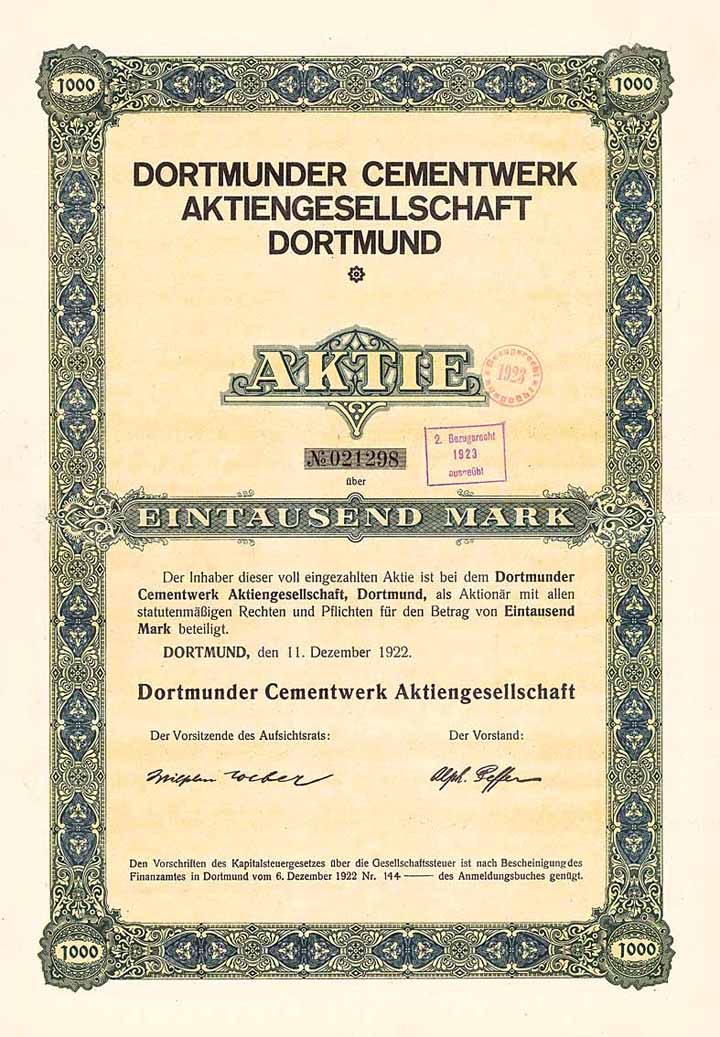 1000 1000
DORTMUNDER CEMENTWERK
AKTIENGESELLSCHAFT
DORTMUND
AKTIE
Bezugsrecht
1923
ausgeübt
№ 021298
2. Bezugsrecht
1923
ausgeübt
über
EINTAUSEND MARK
Der Inhaber dieser voll eingezahlten Aktie ist bei dem Dortmunder
Cementwerk Aktiengesellschaft, Dortmund, als Aktionär mit allen
statutenmäßigen Rechten und Pflichten für den Betrag von Eintausend
Mark beteiligt.
DORTMUND, den 11. Dezember 1922.
Dortmunder Cementwerk Aktiengesellschaft
Der Vorsitzende des Aufsichtsrats: Der Vorstand:
Weber
Den Vorschriften des Kapitalsteuergesetzes über die Gesellschaftssteuer ist nach Bescheinigung des
Finanzamtes in Dortmund vom 6. Dezember 1922 Nr. 144 —— des Anmeldungsbuches genügt.
1000 1000